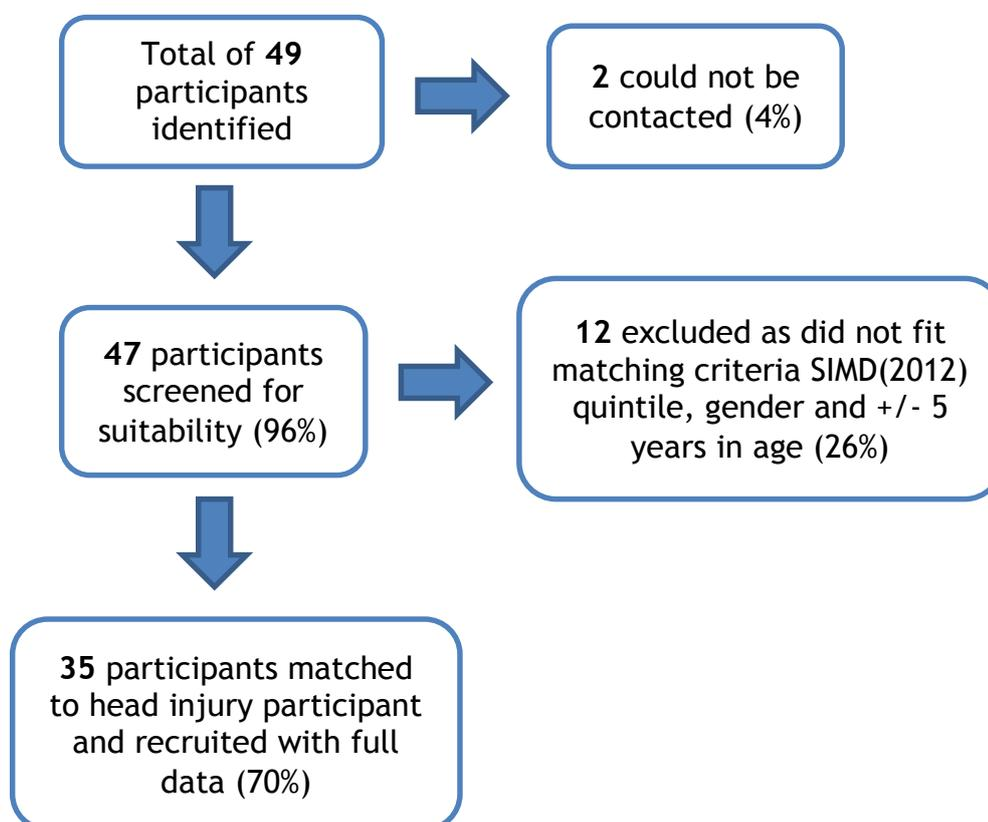 Total of 49
participants
identified
2 could not be
contacted (4%)
47 participants
screened for
suitability (96%)
12 excluded as did not fit
matching criteria SIMD(2012)
quintile, gender and +/- 5
years in age (26%)
35 participants matched
to head injury participant
and recruited with full
data (70%)